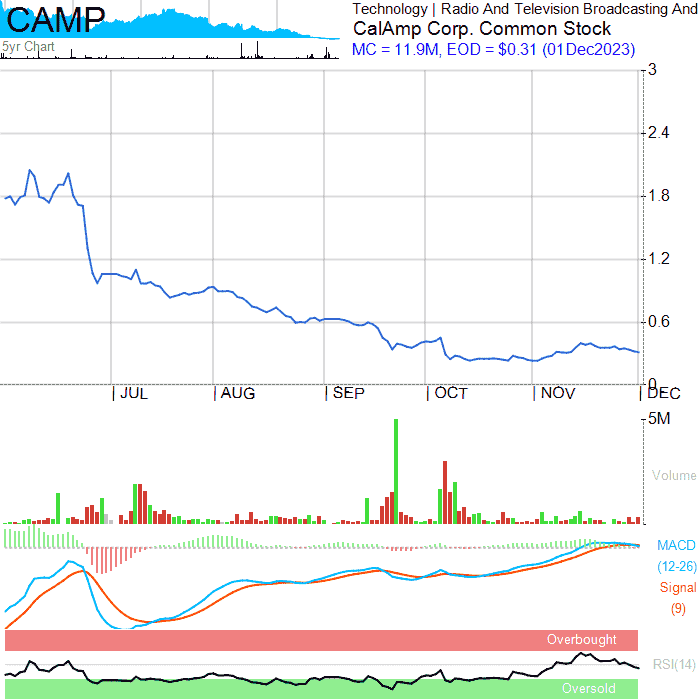 CAMP
5yr Chart
Technology | Radio And Television Broadcasting And
CalAmp Corp. Common Stock
MC = 11.9M, EOD = $0.31 (01Dec2023)
3
2.4
1.8
1.2
0.6
0
JUL AUG SEP OCT NOV DEC
5M
Volume
MACD
(12-26)
Signal
(9)
Overbought
RSI(14)
Oversold